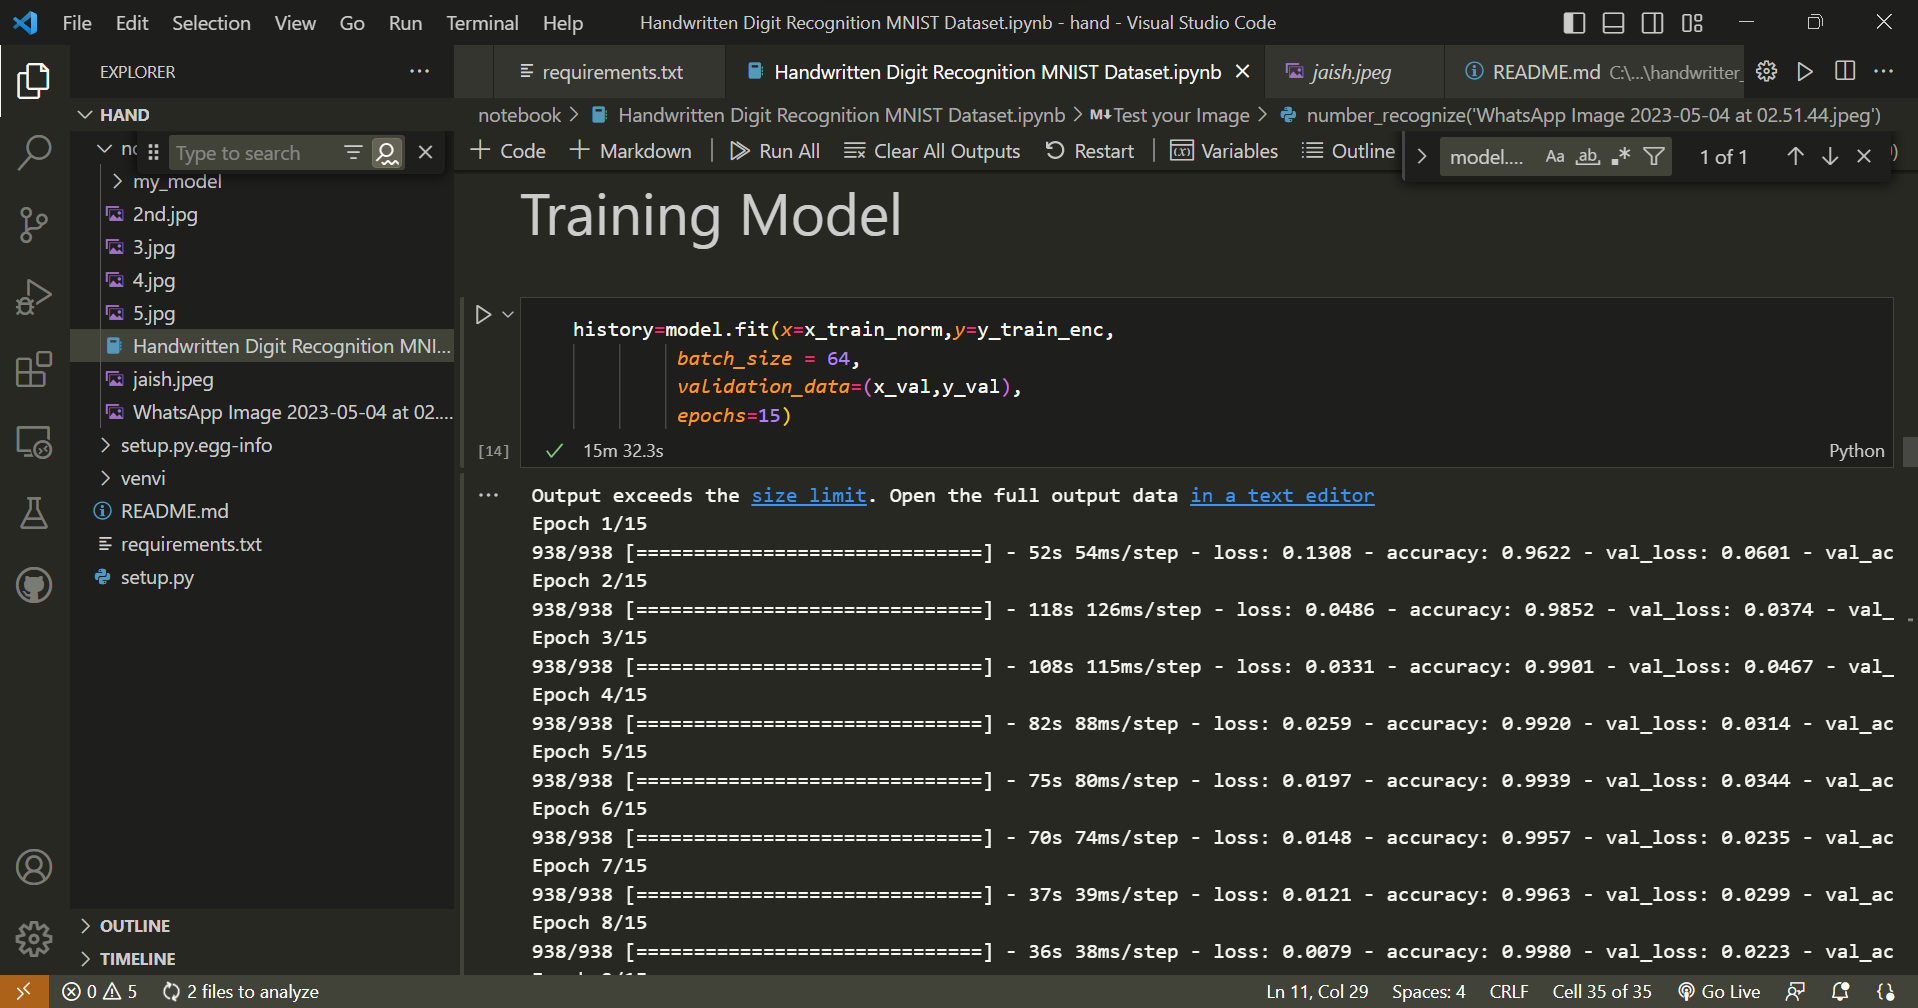 File Edit Selection View Go Run Terminal Help
Handwritten Digit Recognition MNIST Dataset.ipynb - hand - Visual Studio Code
EXPLORER
HAND
Type to search
my_model
2nd.jpg
3.jpg
4.jpg
5.jpg
Handwritten Digit Recognition MNI...
jaish.jpeg
WhatsApp Image 2023-05-04 at 02....
setup.py.egg-info
venvi
README.md
requirements.txt
setup.py
OUTLINE
TIMELINE
requirements.txt
Handwritten Digit Recognition MNIST Dataset.ipynb
jaish.jpeg
README.md C:\...\handwritter_
notebook > Handwritten Digit Recognition MNIST Dataset.ipynb > M↓Test your Image > number_recognize('WhatsApp Image 2023-05-04 at 02.51.44.jpeg')
+ Code + Markdown | Run All Clear All Outputs Restart | Variables Outline
model.... Aa ab .* 1 of 1
Training Model
history=model.fit(x=x_train_norm,y=y_train_enc,
batch_size = 64,
validation_data=(x_val,y_val),
epochs=15)
[14] 15m 32.3s Python
Output exceeds the size limit. Open the full output data in a text editor
Epoch 1/15
938/938 [==============================] - 52s 54ms/step - loss: 0.1308 - accuracy: 0.9622 - val_loss: 0.0601 - val_ac
Epoch 2/15
938/938 [==============================] - 118s 126ms/step - loss: 0.0486 - accuracy: 0.9852 - val_loss: 0.0374 - val_
Epoch 3/15
938/938 [==============================] - 108s 115ms/step - loss: 0.0331 - accuracy: 0.9901 - val_loss: 0.0467 - val_
Epoch 4/15
938/938 [==============================] - 82s 88ms/step - loss: 0.0259 - accuracy: 0.9920 - val_loss: 0.0314 - val_ac
Epoch 5/15
938/938 [==============================] - 75s 80ms/step - loss: 0.0197 - accuracy: 0.9939 - val_loss: 0.0344 - val_ac
Epoch 6/15
938/938 [==============================] - 70s 74ms/step - loss: 0.0148 - accuracy: 0.9957 - val_loss: 0.0235 - val_ac
Epoch 7/15
938/938 [==============================] - 37s 39ms/step - loss: 0.0121 - accuracy: 0.9963 - val_loss: 0.0299 - val_ac
Epoch 8/15
938/938 [==============================] - 36s 38ms/step - loss: 0.0079 - accuracy: 0.9980 - val_loss: 0.0223 - val_ac
0 5 2 files to analyze
Ln 11, Col 29 Spaces: 4 CRLF Cell 35 of 35 Go Live